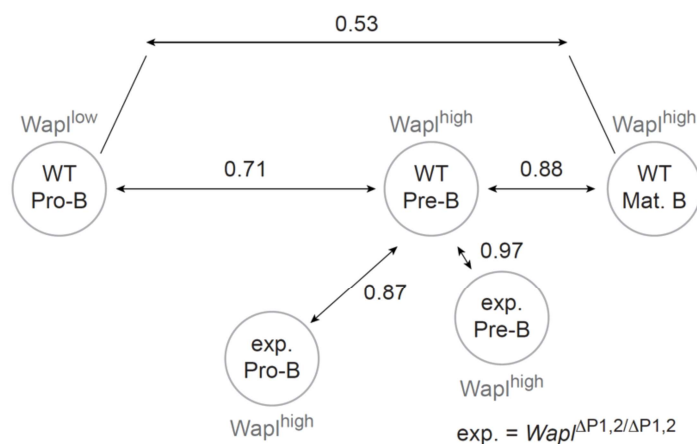 0.53
Wapl^low
Wapl^high
Wapl^high
WT
Pro-B
0.71
WT
Pre-B
0.88
WT
Mat. B
0.97
0.87
exp.
Pre-B
exp.
Pro-B
Wapl^high
Wapl^high
exp. = Wapl^ΔP1,2/ΔP1,2